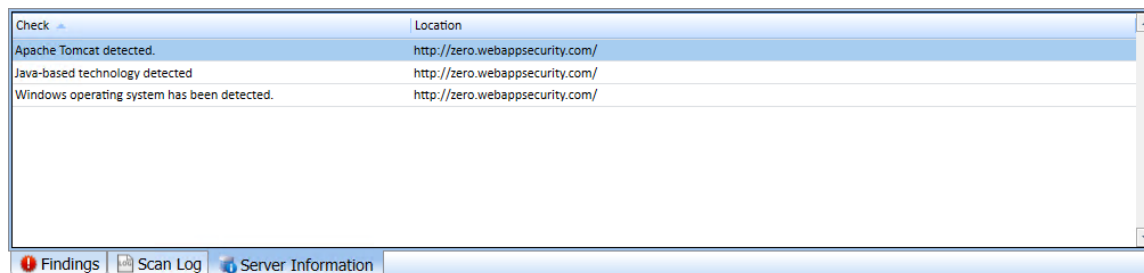 Check Location
Apache Tomcat detected. http://zero.webappsecurity.com/
Java-based technology detected http://zero.webappsecurity.com/
Windows operating system has been detected. http://zero.webappsecurity.com/
Findings Scan Log Server Information